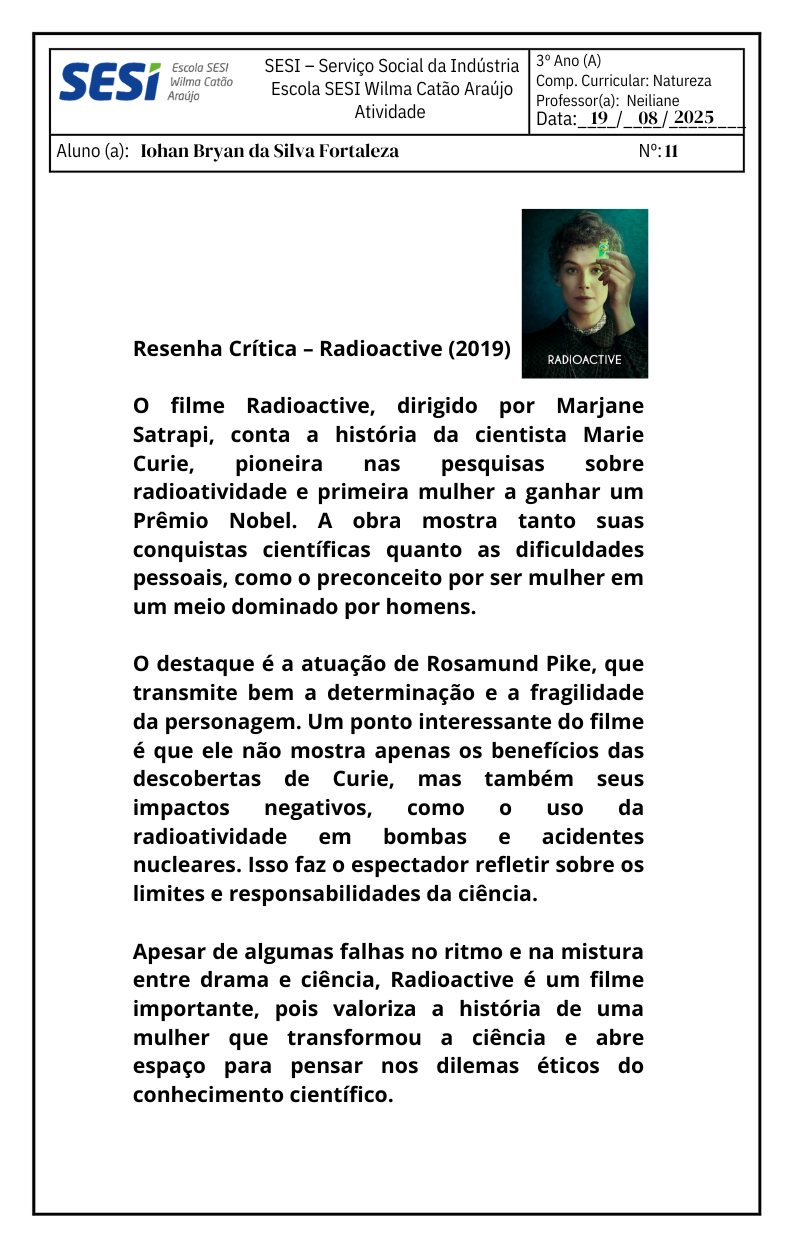 SESI
Escola SESI
Wilma Catão
Araújo
SESI – Serviço Social da Indústria
Escola SESI Wilma Catão Araújo
Atividade
3º Ano (A)
Comp. Curricular: Natureza
Professor(a): Neiliane
Data:_19_/_08_/_2025_
Aluno (a): Iohan Bryan da Silva Fortaleza
Nº: 11
RADIOACTIVE
Resenha Crítica – Radioactive (2019)
O filme Radioactive, dirigido por Marjane
Satrapi, conta a história da cientista Marie
Curie, pioneira nas pesquisas sobre
radioatividade e primeira mulher a ganhar um
Prêmio Nobel. A obra mostra tanto suas
conquistas científicas quanto as dificuldades
pessoais, como o preconceito por ser mulher em
um meio dominado por homens.
O destaque é a atuação de Rosamund Pike, que
transmite bem a determinação e a fragilidade
da personagem. Um ponto interessante do filme
é que ele não mostra apenas os benefícios das
descobertas de Curie, mas também seus
impactos negativos, como o uso da
radioatividade em bombas e acidentes
nucleares. Isso faz o espectador refletir sobre os
limites e responsabilidades da ciência.
Apesar de algumas falhas no ritmo e na mistura
entre drama e ciência, Radioactive é um filme
importante, pois valoriza a história de uma
mulher que transformou a ciência e abre
espaço para pensar nos dilemas éticos do
conhecimento científico.